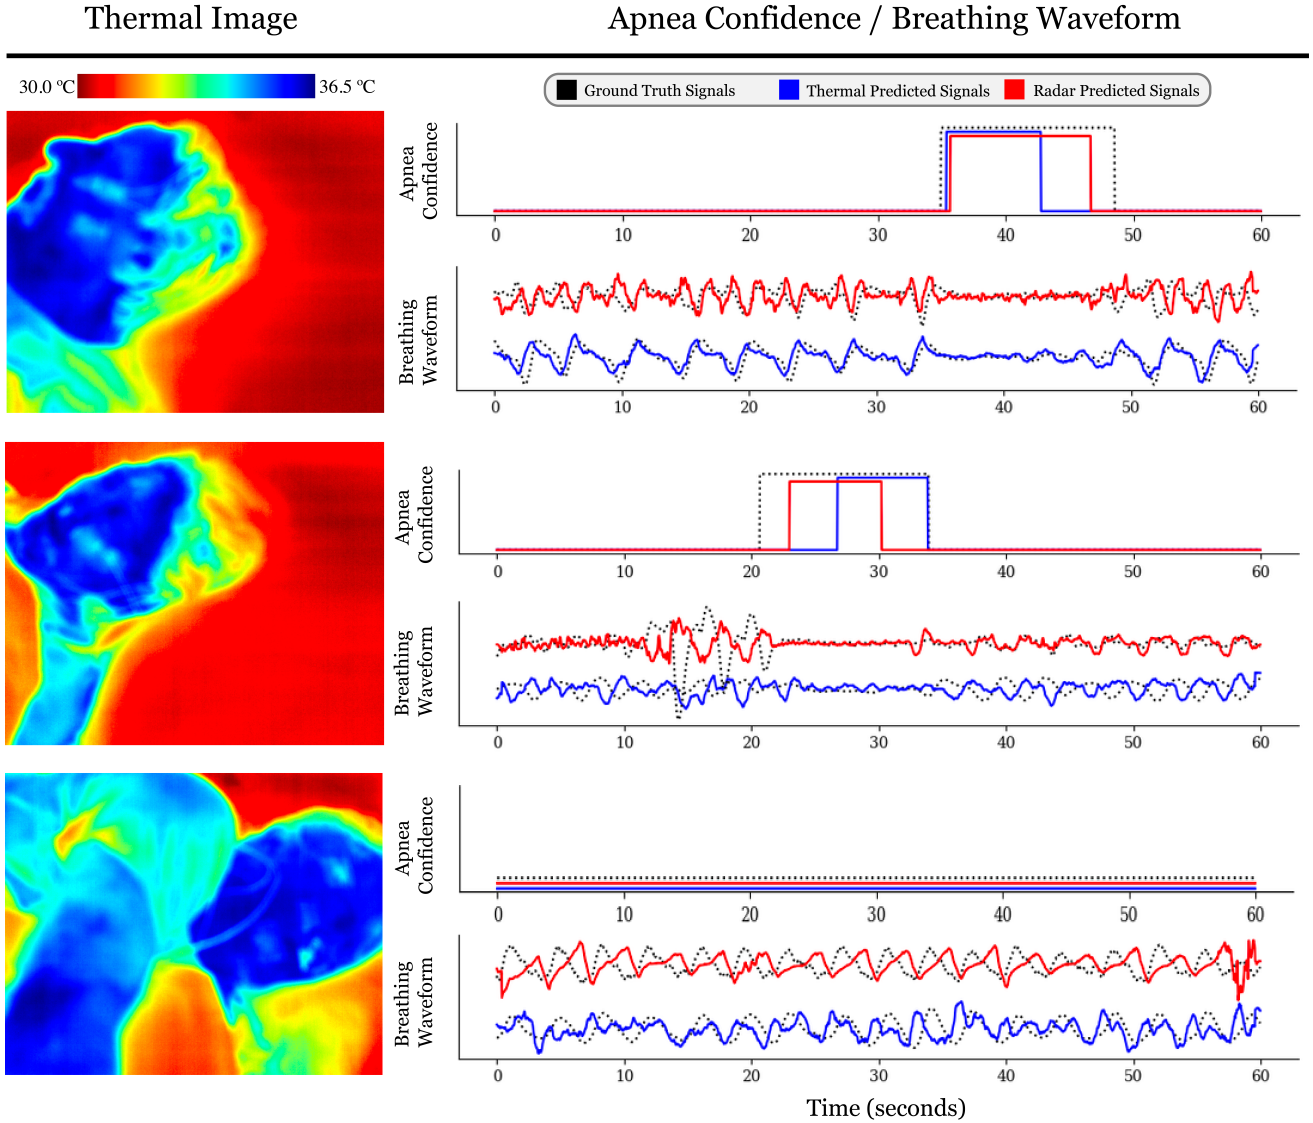 Thermal Image
Apnea Confidence / Breathing Waveform
30.0 ºC
36.5 ºC
Ground Truth Signals
Thermal Predicted Signals
Radar Predicted Signals
Apnea
Confidence
0 10 20 30 40 50 60
Breathing
Waveform
0 10 20 30 40 50 60
Apnea
Confidence
0 10 20 30 40 50 60
Breathing
Waveform
0 10 20 30 40 50 60
Apnea
Confidence
0 10 20 30 40 50 60
Breathing
Waveform
0 10 20 30 40 50 60
Time (seconds)